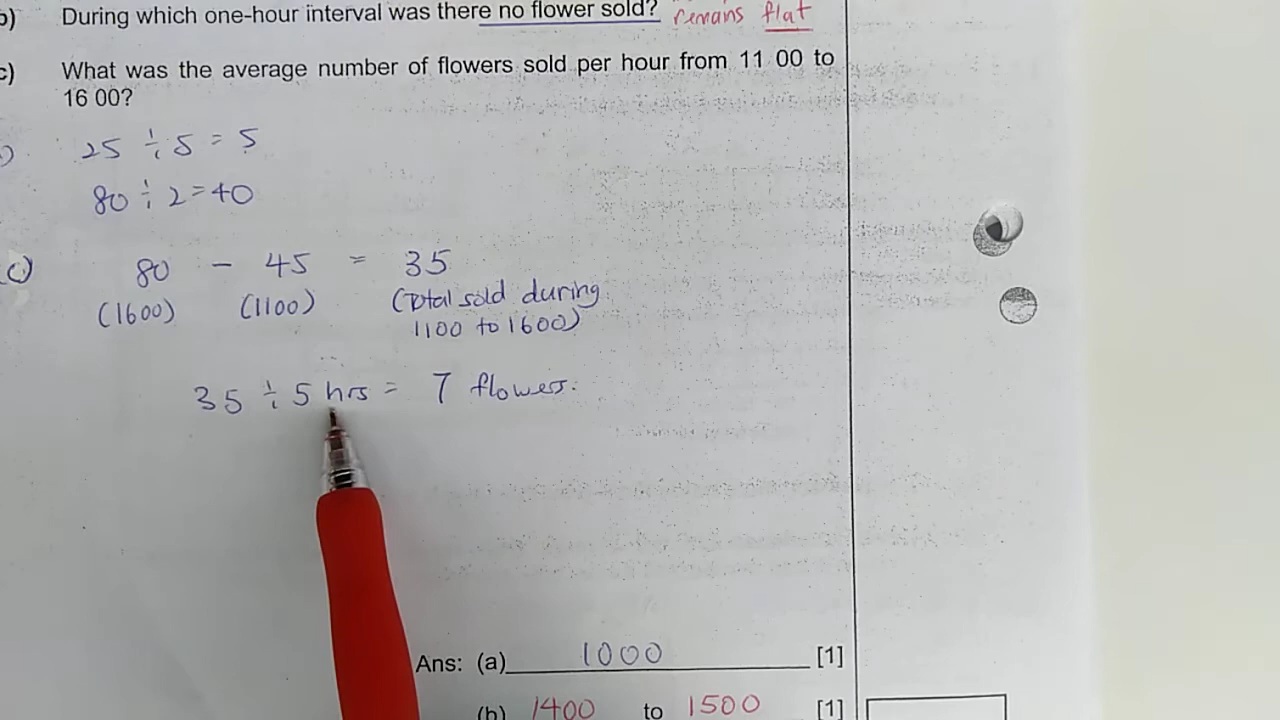 b) During which one-hour interval was there no flower sold? remains flat
c) What was the average number of flowers sold per hour from 11 00 to
16 00?
) 25 ÷ 5 = 5
80 ÷ 2 = 40
(c) 80 - 45 = 35
(1600) (1100) (Total sold during
1100 to 1600)
35 ÷ 5 hrs = 7 flowers.
Ans: (a) 1000 [1]
(b) 1400 to 1500 [1]